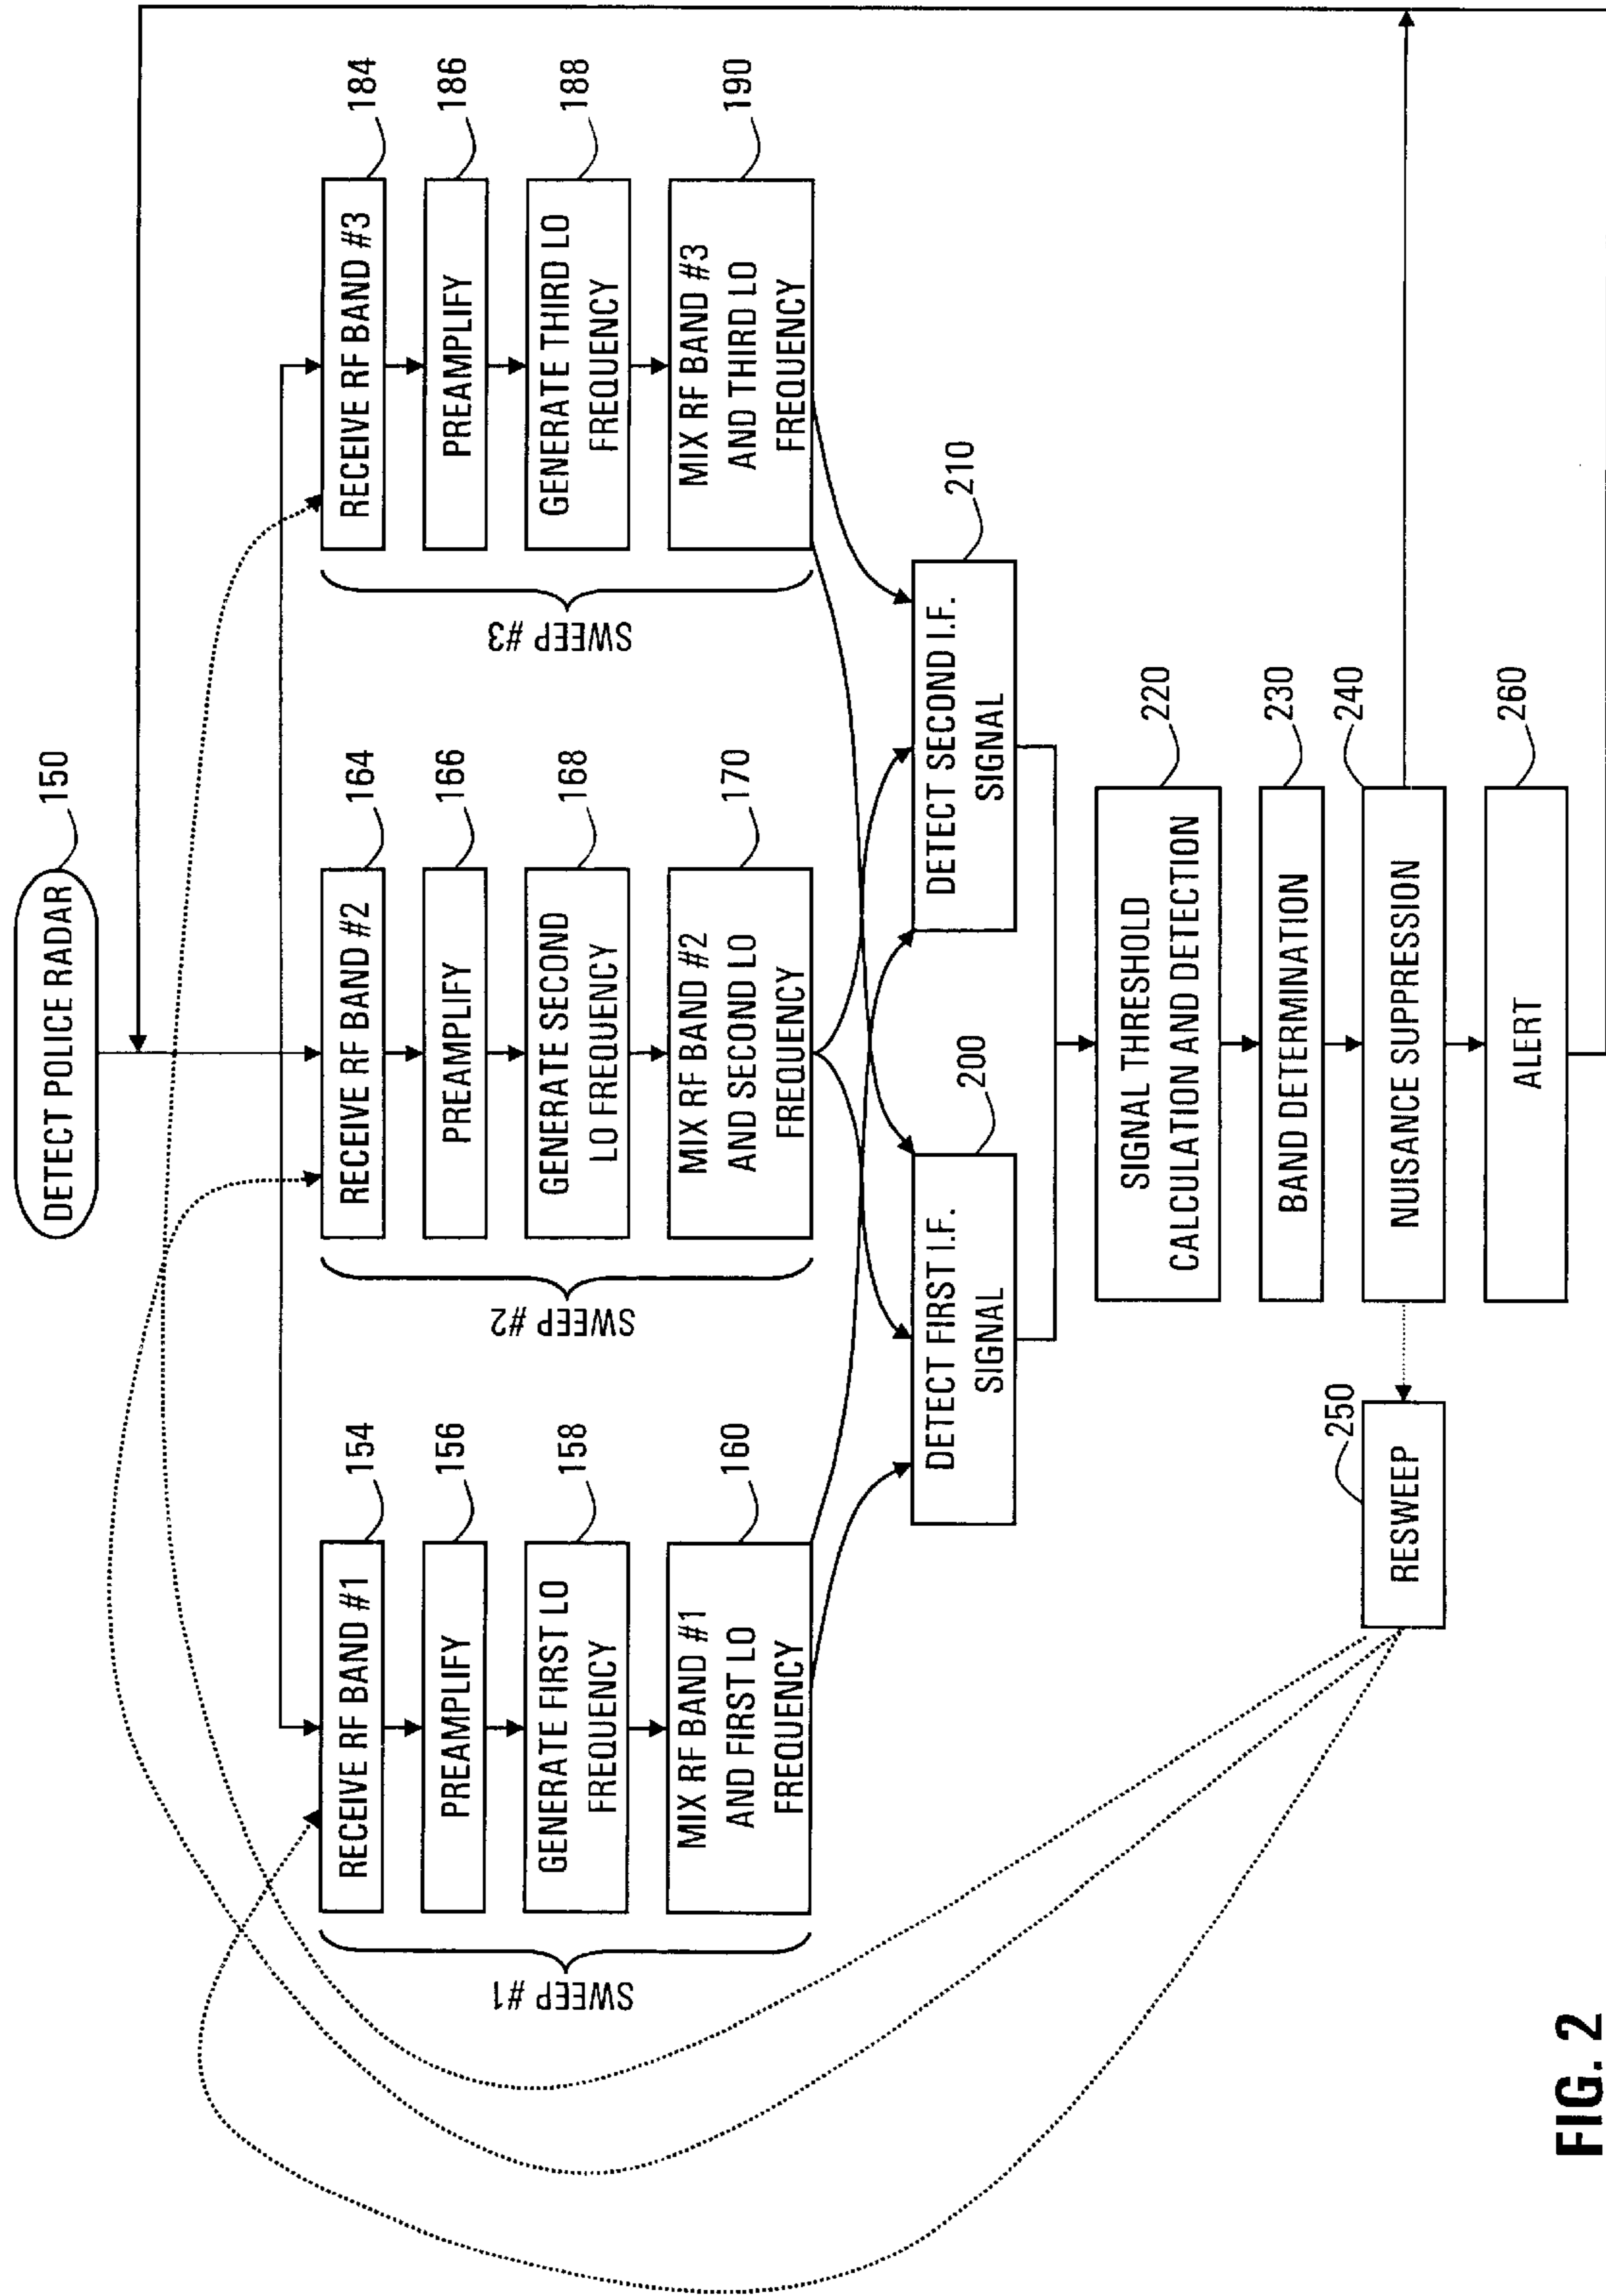 DETECT POLICE RADAR
150
RECEIVE RF BAND #1
154
PREAMPLIFY
156
GENERATE FIRST LO
FREQUENCY
158
MIX RF BAND #1
AND FIRST LO
FREQUENCY
160
SWEEP #1
RECEIVE RF BAND #2
164
PREAMPLIFY
166
GENERATE SECOND
LO FREQUENCY
168
MIX RF BAND #2
AND SECOND LO
FREQUENCY
170
SWEEP #2
RECEIVE RF BAND #3
184
PREAMPLIFY
186
GENERATE THIRD LO
FREQUENCY
188
MIX RF BAND #3
AND THIRD LO
FREQUENCY
190
SWEEP #3
DETECT FIRST I.F.
SIGNAL
200
DETECT SECOND I.F.
SIGNAL
210
SIGNAL THRESHOLD
CALCULATION AND DETECTION
220
BAND DETERMINATION
230
NUISANCE SUPPRESSION
240
RESWEEP
250
ALERT
260
FIG. 2